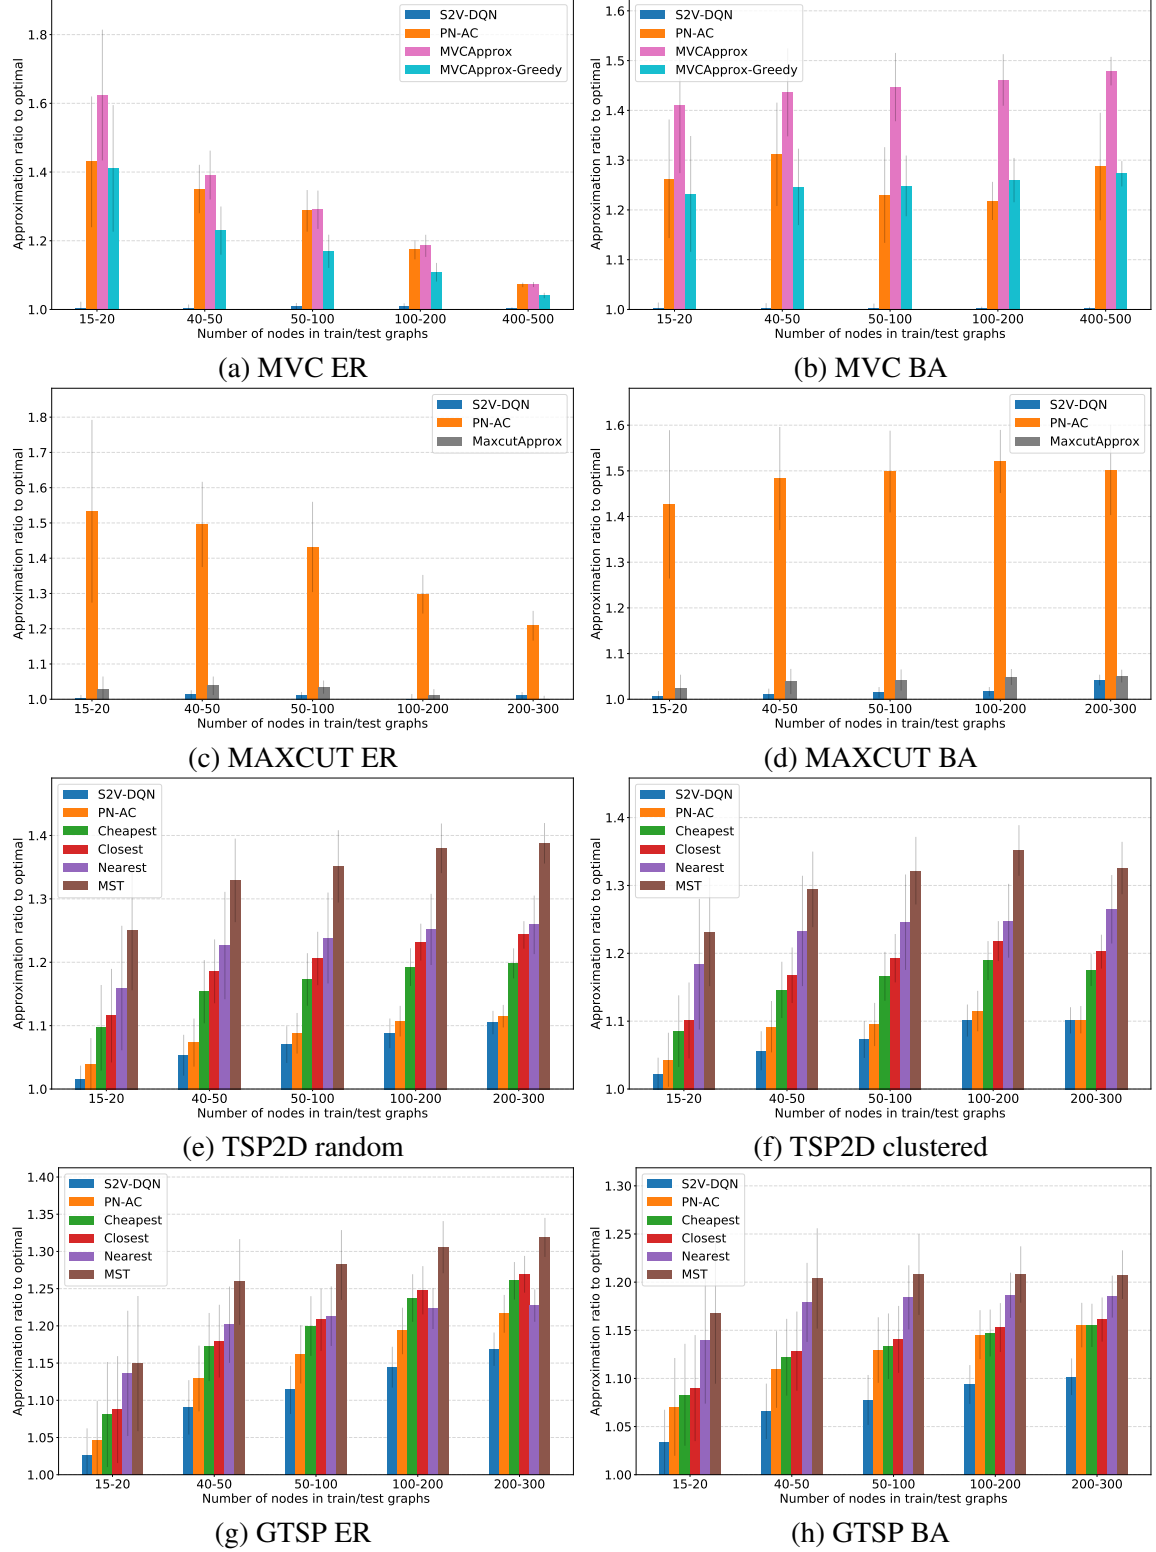 S2V-DQN
PN-AC
MVCApprox
MVCApprox-Greedy
Approximation ratio to optimal
1.8
1.6
1.4
1.2
1.0
15-20 40-50 50-100 100-200 400-500
Number of nodes in train/test graphs
(a) MVC ER
S2V-DQN
PN-AC
MVCApprox
MVCApprox-Greedy
Approximation ratio to optimal
1.6
1.5
1.4
1.3
1.2
1.1
1.0
15-20 40-50 50-100 100-200 400-500
Number of nodes in train/test graphs
(b) MVC BA
S2V-DQN
PN-AC
MaxcutApprox
Approximation ratio to optimal
1.8
1.7
1.6
1.5
1.4
1.3
1.2
1.1
1.0
15-20 40-50 50-100 100-200 200-300
Number of nodes in train/test graphs
(c) MAXCUT ER
S2V-DQN
PN-AC
MaxcutApprox
Approximation ratio to optimal
1.6
1.5
1.4
1.3
1.2
1.1
1.0
15-20 40-50 50-100 100-200 200-300
Number of nodes in train/test graphs
(d) MAXCUT BA
S2V-DQN
PN-AC
Cheapest
Closest
Nearest
MST
Approximation ratio to optimal
1.4
1.3
1.2
1.1
1.0
15-20 40-50 50-100 100-200 200-300
Number of nodes in train/test graphs
(e) TSP2D random
S2V-DQN
PN-AC
Cheapest
Closest
Nearest
MST
Approximation ratio to optimal
1.4
1.3
1.2
1.1
1.0
15-20 40-50 50-100 100-200 200-300
Number of nodes in train/test graphs
(f) TSP2D clustered
S2V-DQN
PN-AC
Cheapest
Closest
Nearest
MST
Approximation ratio to optimal
1.40
1.35
1.30
1.25
1.20
1.15
1.10
1.05
1.00
15-20 40-50 50-100 100-200 200-300
Number of nodes in train/test graphs
(g) GTSP ER
S2V-DQN
PN-AC
Cheapest
Closest
Nearest
MST
Approximation ratio to optimal
1.30
1.25
1.20
1.15
1.10
1.05
1.00
15-20 40-50 50-100 100-200 200-300
Number of nodes in train/test graphs
(h) GTSP BA